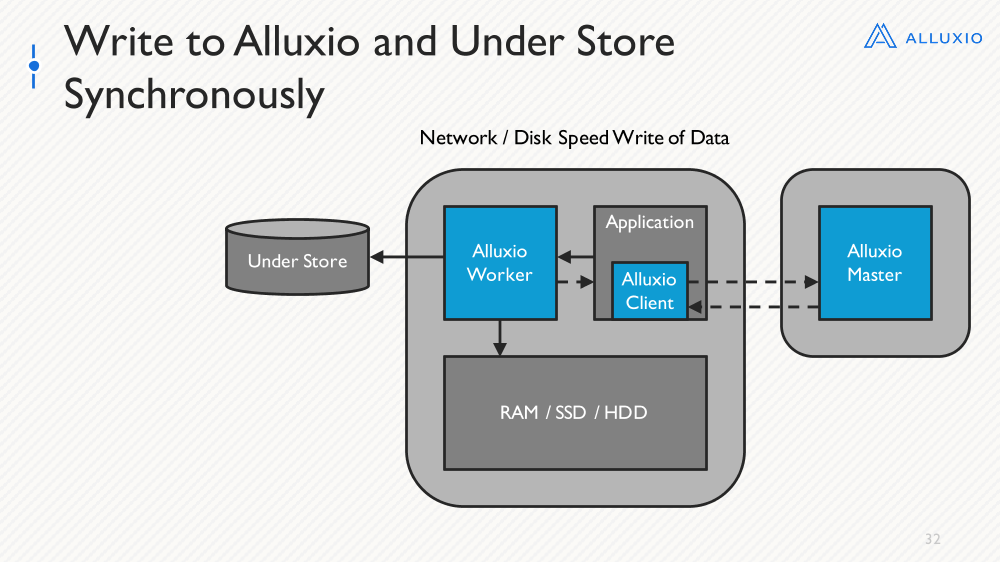 Write to Alluxio and Under Store
Synchronously
ALLUXIO
Network / Disk Speed Write of Data
Under Store
Alluxio
Worker
Application
Alluxio
Client
Alluxio
Master
RAM / SSD / HDD
32